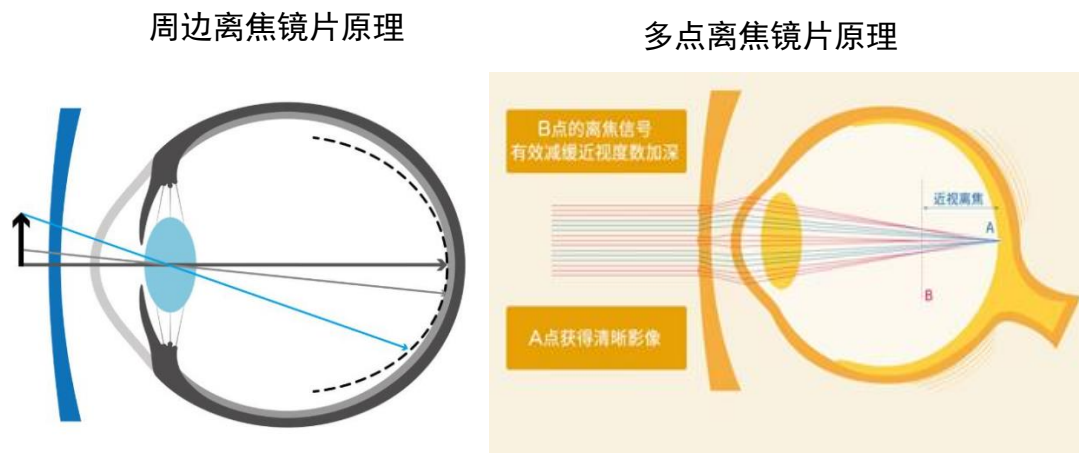 周边离焦镜片原理
多点离焦镜片原理
B点的离焦信号
有效减缓近视度数加深
近视离焦
A
B
A点获得清晰影像